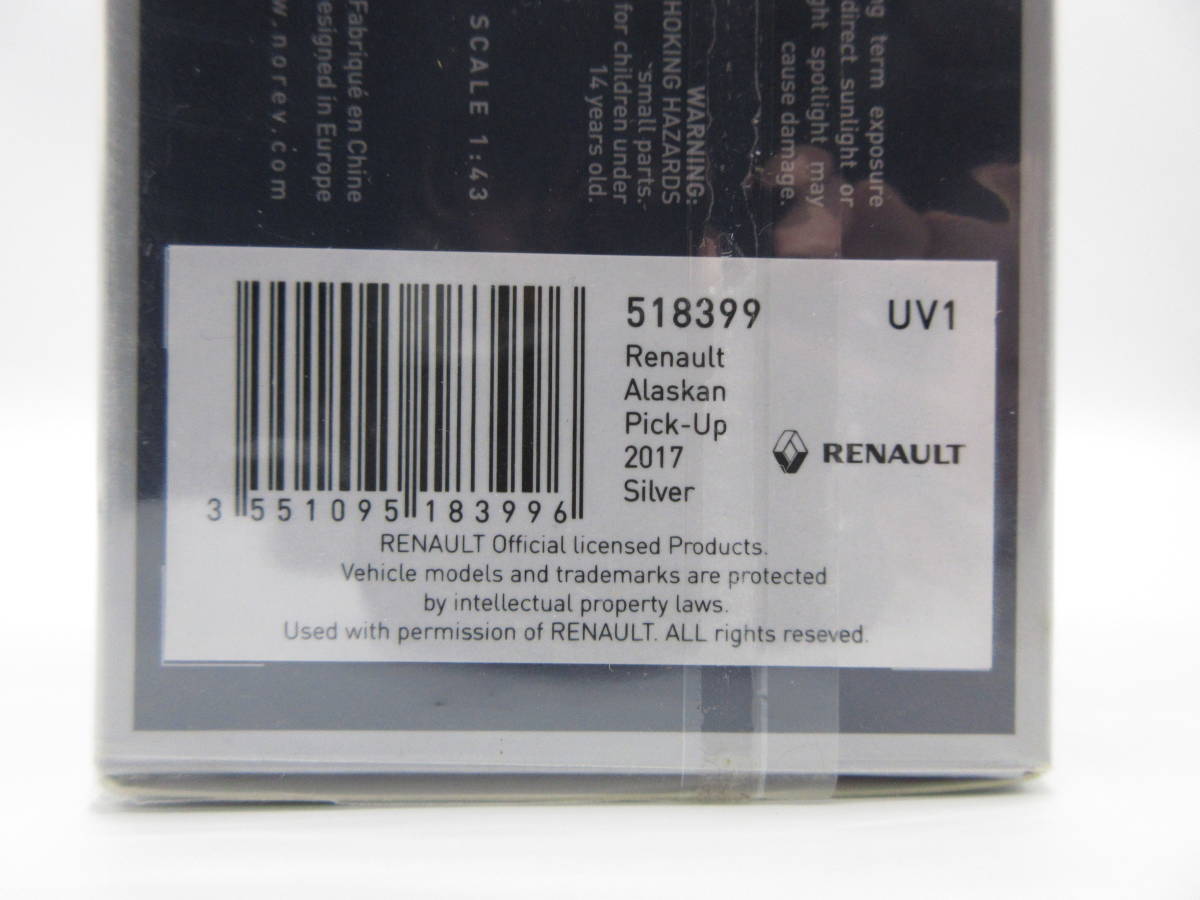 ng term exposure
direct sunlight or
ght spotlight may
cause damage.
WARNING:
HOKING HAZARDS
"small parts.
for children under
14 years old.
SCALE 1:43
Fabriqué en Chine
esigned in Europe
w.norev.com
518399 UV1
Renault
Alaskan
Pick-Up
2017
Silver
RENAULT
3 551095 183996
RENAULT Official licensed Products.
Vehicle models and trademarks are protected
by intellectual property laws.
Used with permission of RENAULT. ALL rights reseved.